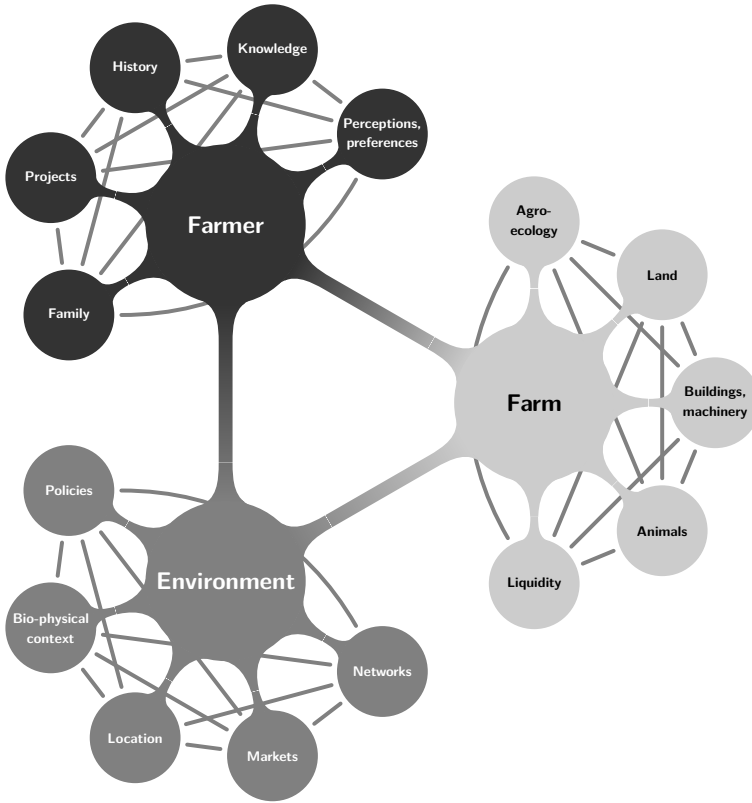 Knowledge
History
Perceptions,
preferences
Projects
Farmer
Family
Agro-
ecology
Land
Buildings,
machinery
Farm
Animals
Liquidity
Policies
Environment
Bio-physical
context
Networks
Location
Markets